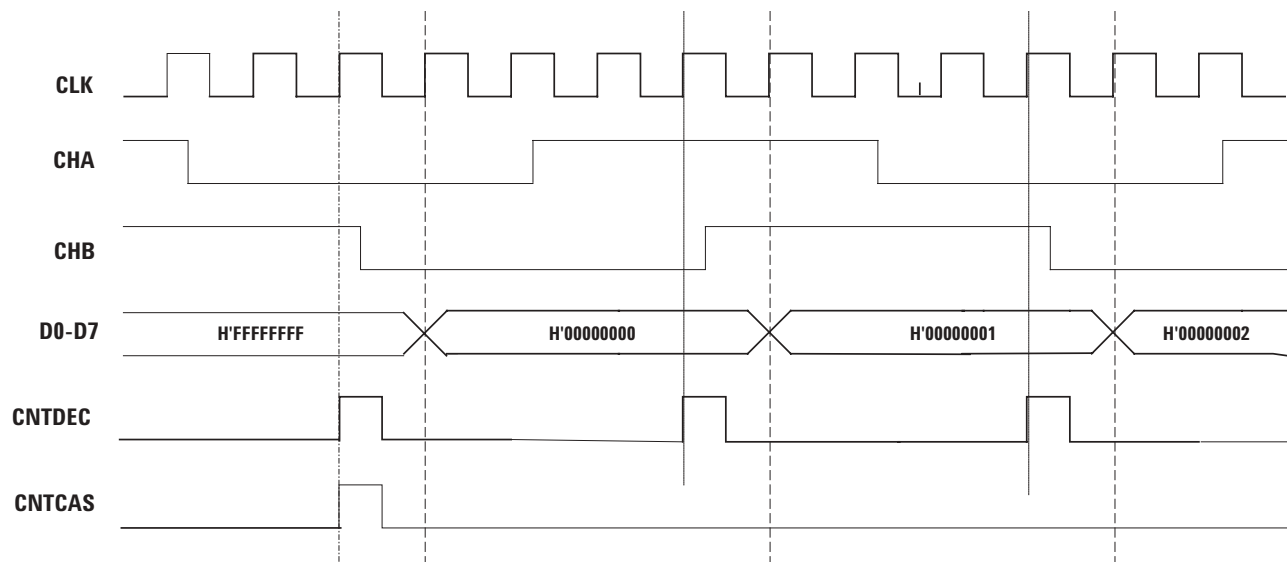 CLK
CHA
CHB
D0-D7
H'FFFFFFFF
H'00000000
H'00000001
H'00000002
CNTDEC
CNTCAS